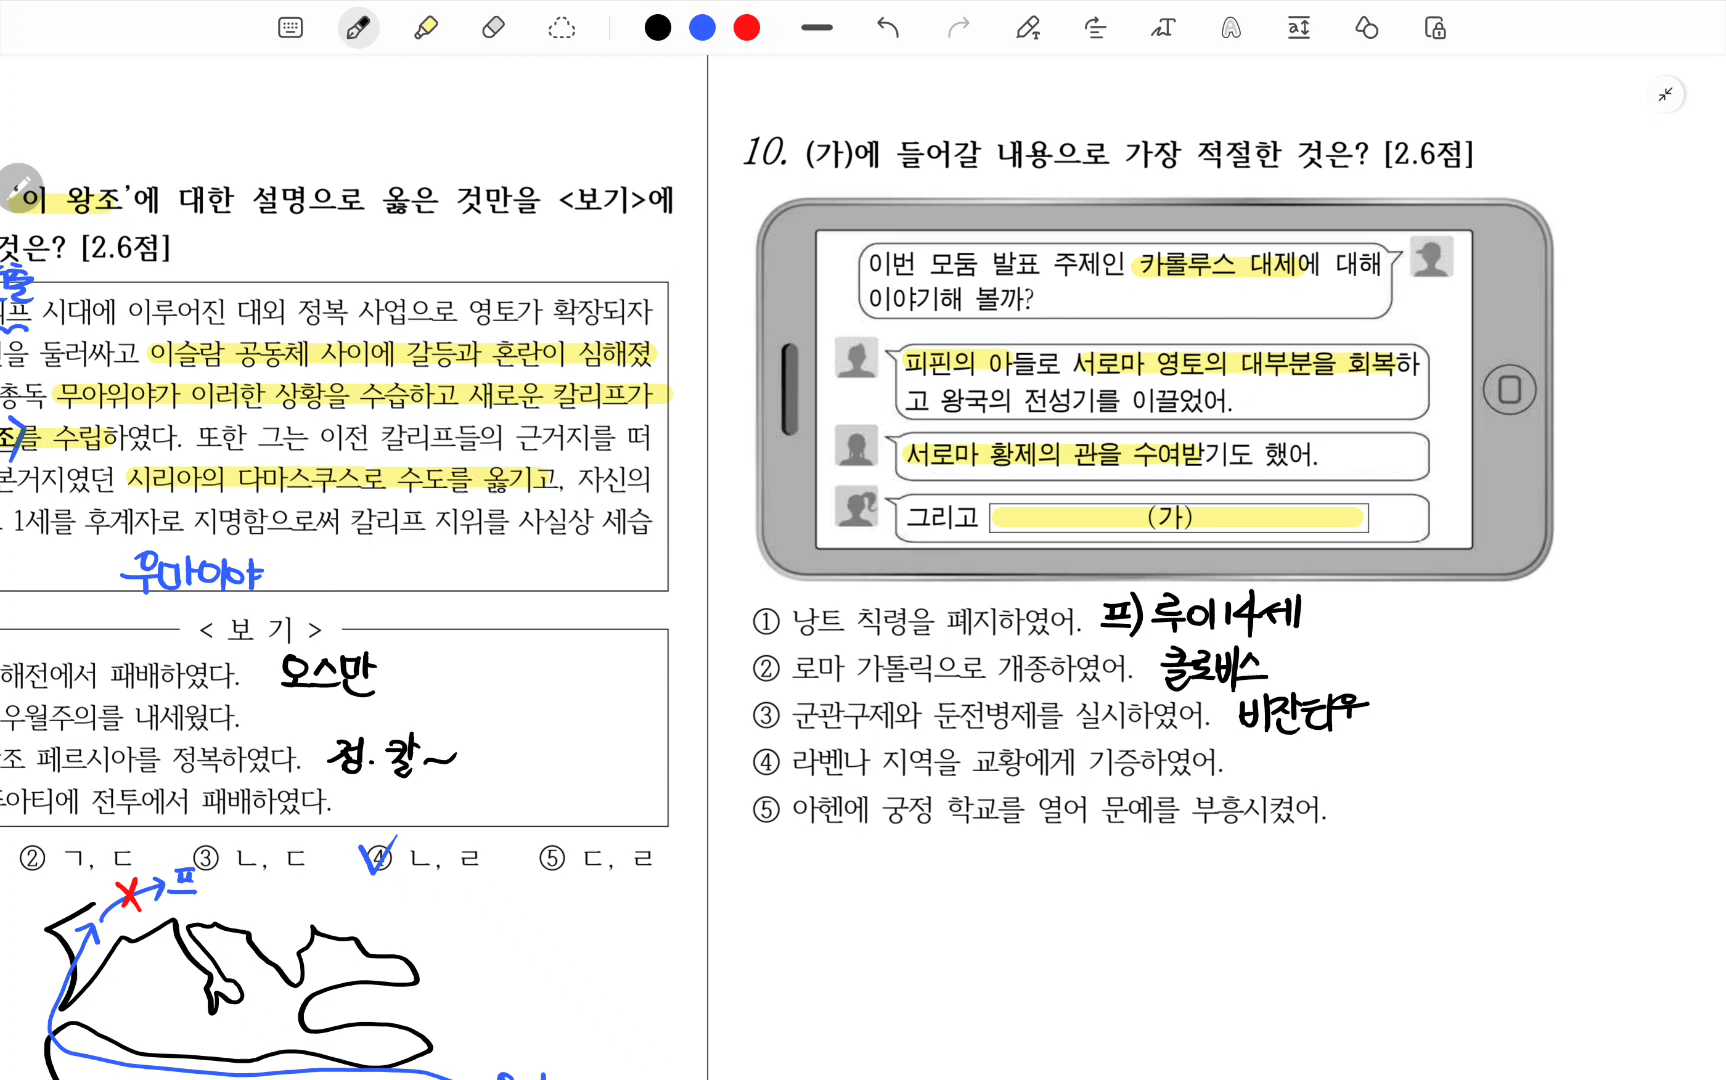 이 왕조’에 대한 설명으로 옳은 것만을 <보기>에
것은? [2.6점]
프 시대에 이루어진 대외 정복 사업으로 영토가 확장되자
을 둘러싸고 이슬람 공동체 사이에 갈등과 혼란이 심해졌
총독 무아위야가 이러한 상황을 수습하고 새로운 칼리프가
조>를 수립하였다. 또한 그는 이전 칼리프들의 근거지를 떠
본거지였던 시리아의 다마스쿠스로 수도를 옮기고, 자신의
1세를 후계자로 지명함으로써 칼리프 지위를 사실상 세습
우마이야
< 보 기 >
해전에서 패배하였다. 오스만
우월주의를 내세웠다.
조 페르시아를 정복하였다. 정.칼~
아티에 전투에서 패배하였다.
② ㄱ, ㄷ ③ ㄴ, ㄷ ④ ㄴ, ㄹ ⑤ ㄷ, ㄹ
프
10. (가)에 들어갈 내용으로 가장 적절한 것은? [2.6점]
이번 모둠 발표 주제인 카롤루스 대제에 대해
이야기해 볼까?
피핀의 아들로 서로마 영토의 대부분을 회복하
고 왕국의 전성기를 이끌었어.
서로마 황제의 관을 수여받기도 했어.
그리고 (가)
① 낭트 칙령을 폐지하였어. 프) 루이14세
② 로마 가톨릭으로 개종하였어. 클로비스
③ 군관구제와 둔전병제를 실시하였어. 비잔티우
④ 라벤나 지역을 교황에게 기증하였어.
⑤ 아헨에 궁정 학교를 열어 문예를 부흥시켰어.